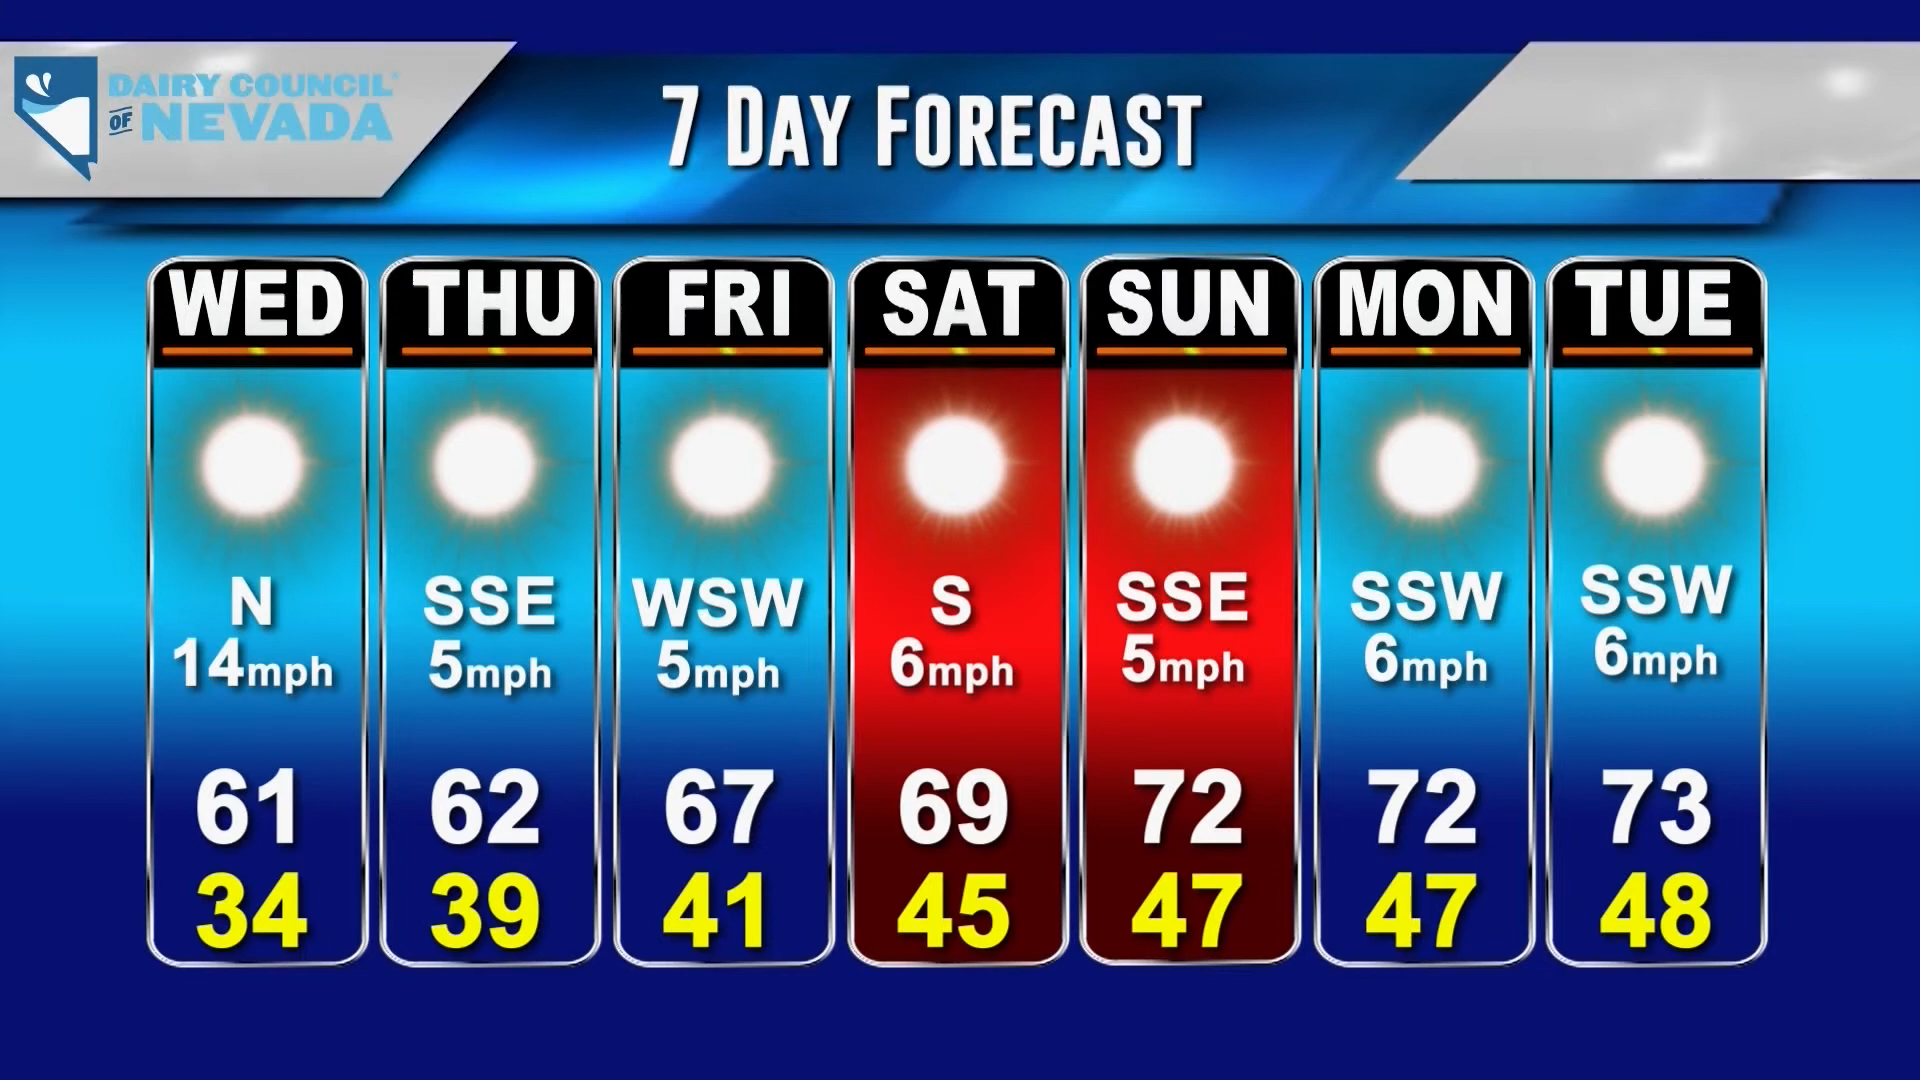 DAIRY COUNCIL®
OF NEVADA
7 DAY FORECAST
WED
N
14mph
61
34
THU
SSE
5mph
62
39
FRI
WSW
5mph
67
41
SAT
S
6mph
69
45
SUN
SSE
5mph
72
47
MON
SSW
6mph
72
47
TUE
SSW
6mph
73
48